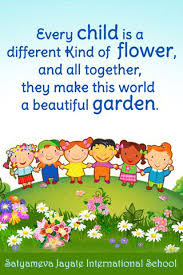 Every child is a
different Kind of flower,
and all together,
they make this world
a beautiful garden.
Satyameva Jayate International School